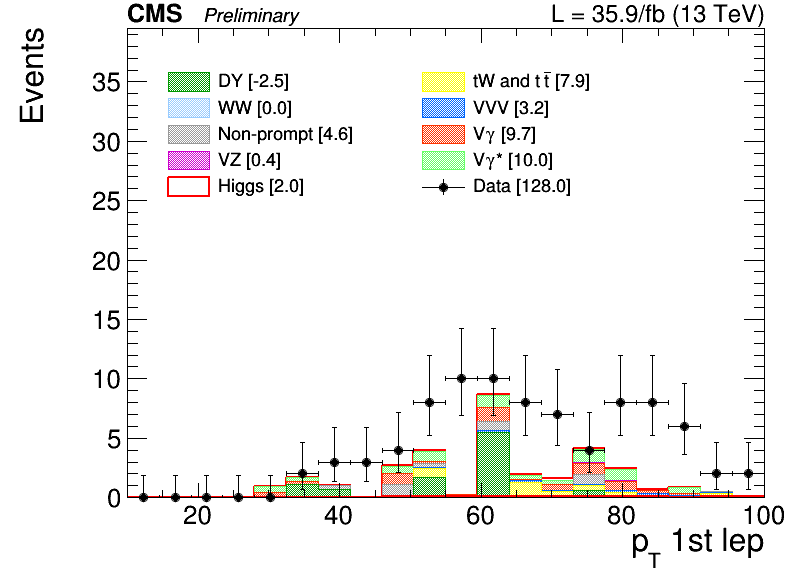 CMS Preliminary L = 35.9/fb (13 TeV)
Events
DY [-2.5]
WW [0.0]
Non-prompt [4.6]
VZ [0.4]
Higgs [2.0]
tW and tt̅ [7.9]
VVV [3.2]
Vγ [9.7]
Vγ* [10.0]
Data [128.0]
35
30
25
20
15
10
5
0
20 40 60 80 100
p_T 1st lep